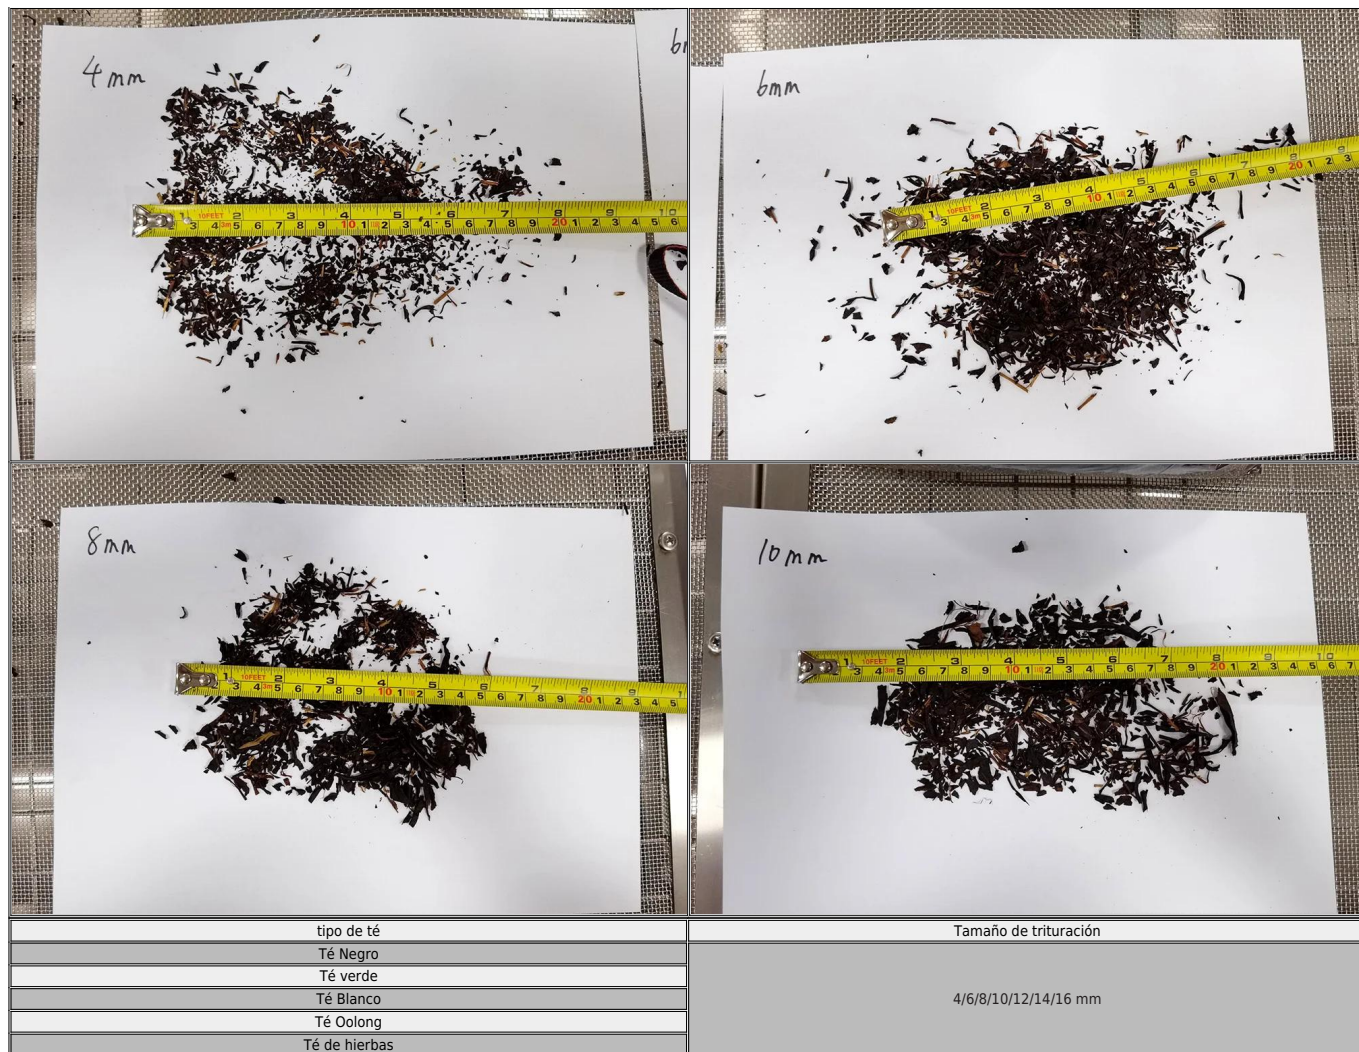 4mm
6mm
10FEET
8mm
10mm
tipo de té
Tamaño de trituración
Té Negro
Té verde
Té Blanco
Té Oolong
Té de hierbas
4/6/8/10/12/14/16 mm